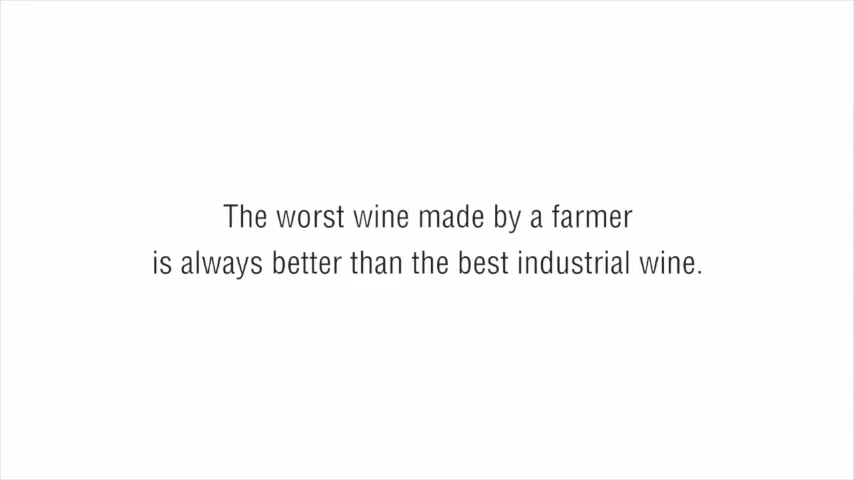 The worst wine made by a farmer
is always better than the best industrial wine.